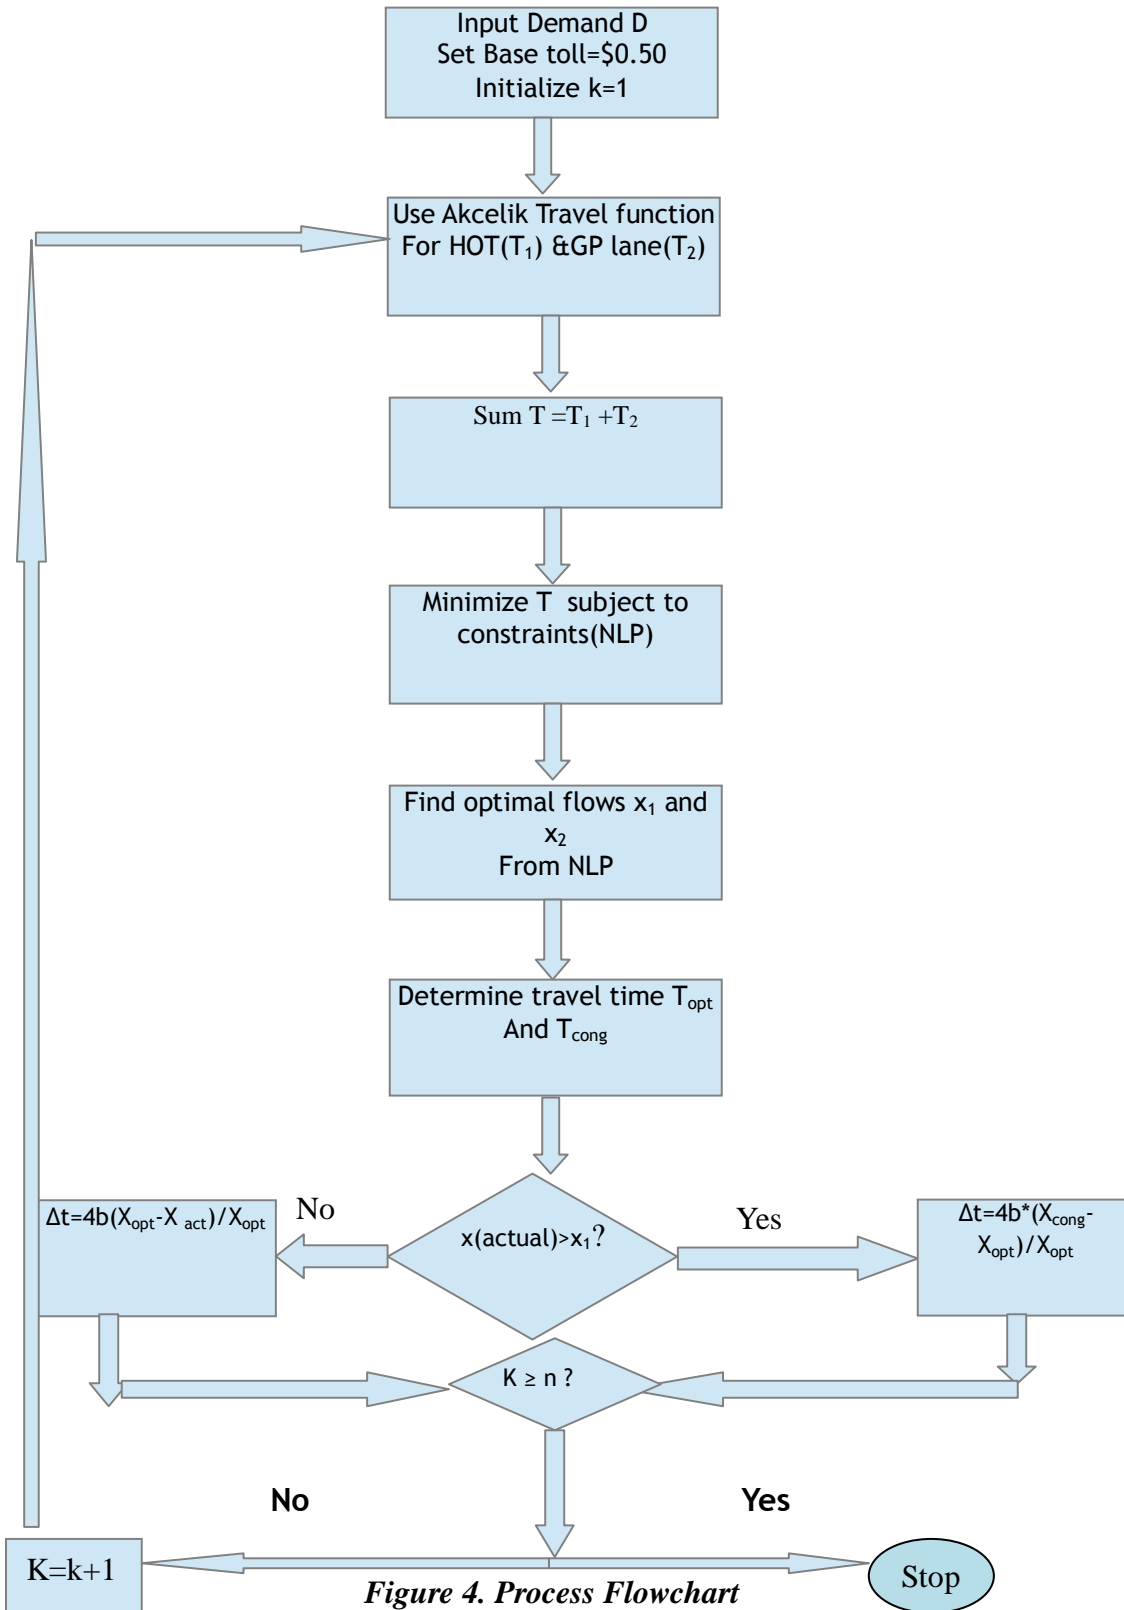 Input Demand D
Set Base toll=$0.50
Initialize k=1
Use Akcelik Travel function
For HOT(T₁) &GP lane(T₂)
Sum T =T₁ +T₂
Minimize T subject to
constraints(NLP)
Find optimal flows x₁ and
x₂
From NLP
Determine travel time Tₒₚₜ
And T_cong
Δt=4b(Xₒₚₜ-X ₐcₜ)/Xₒₚₜ
No
x(actual)>x₁?
Yes
Δt=4b*(X_cong-
Xₒₚₜ)/Xₒₚₜ
K ≥ n ?
No
Yes
K=k+1
Stop
Figure 4. Process Flowchart